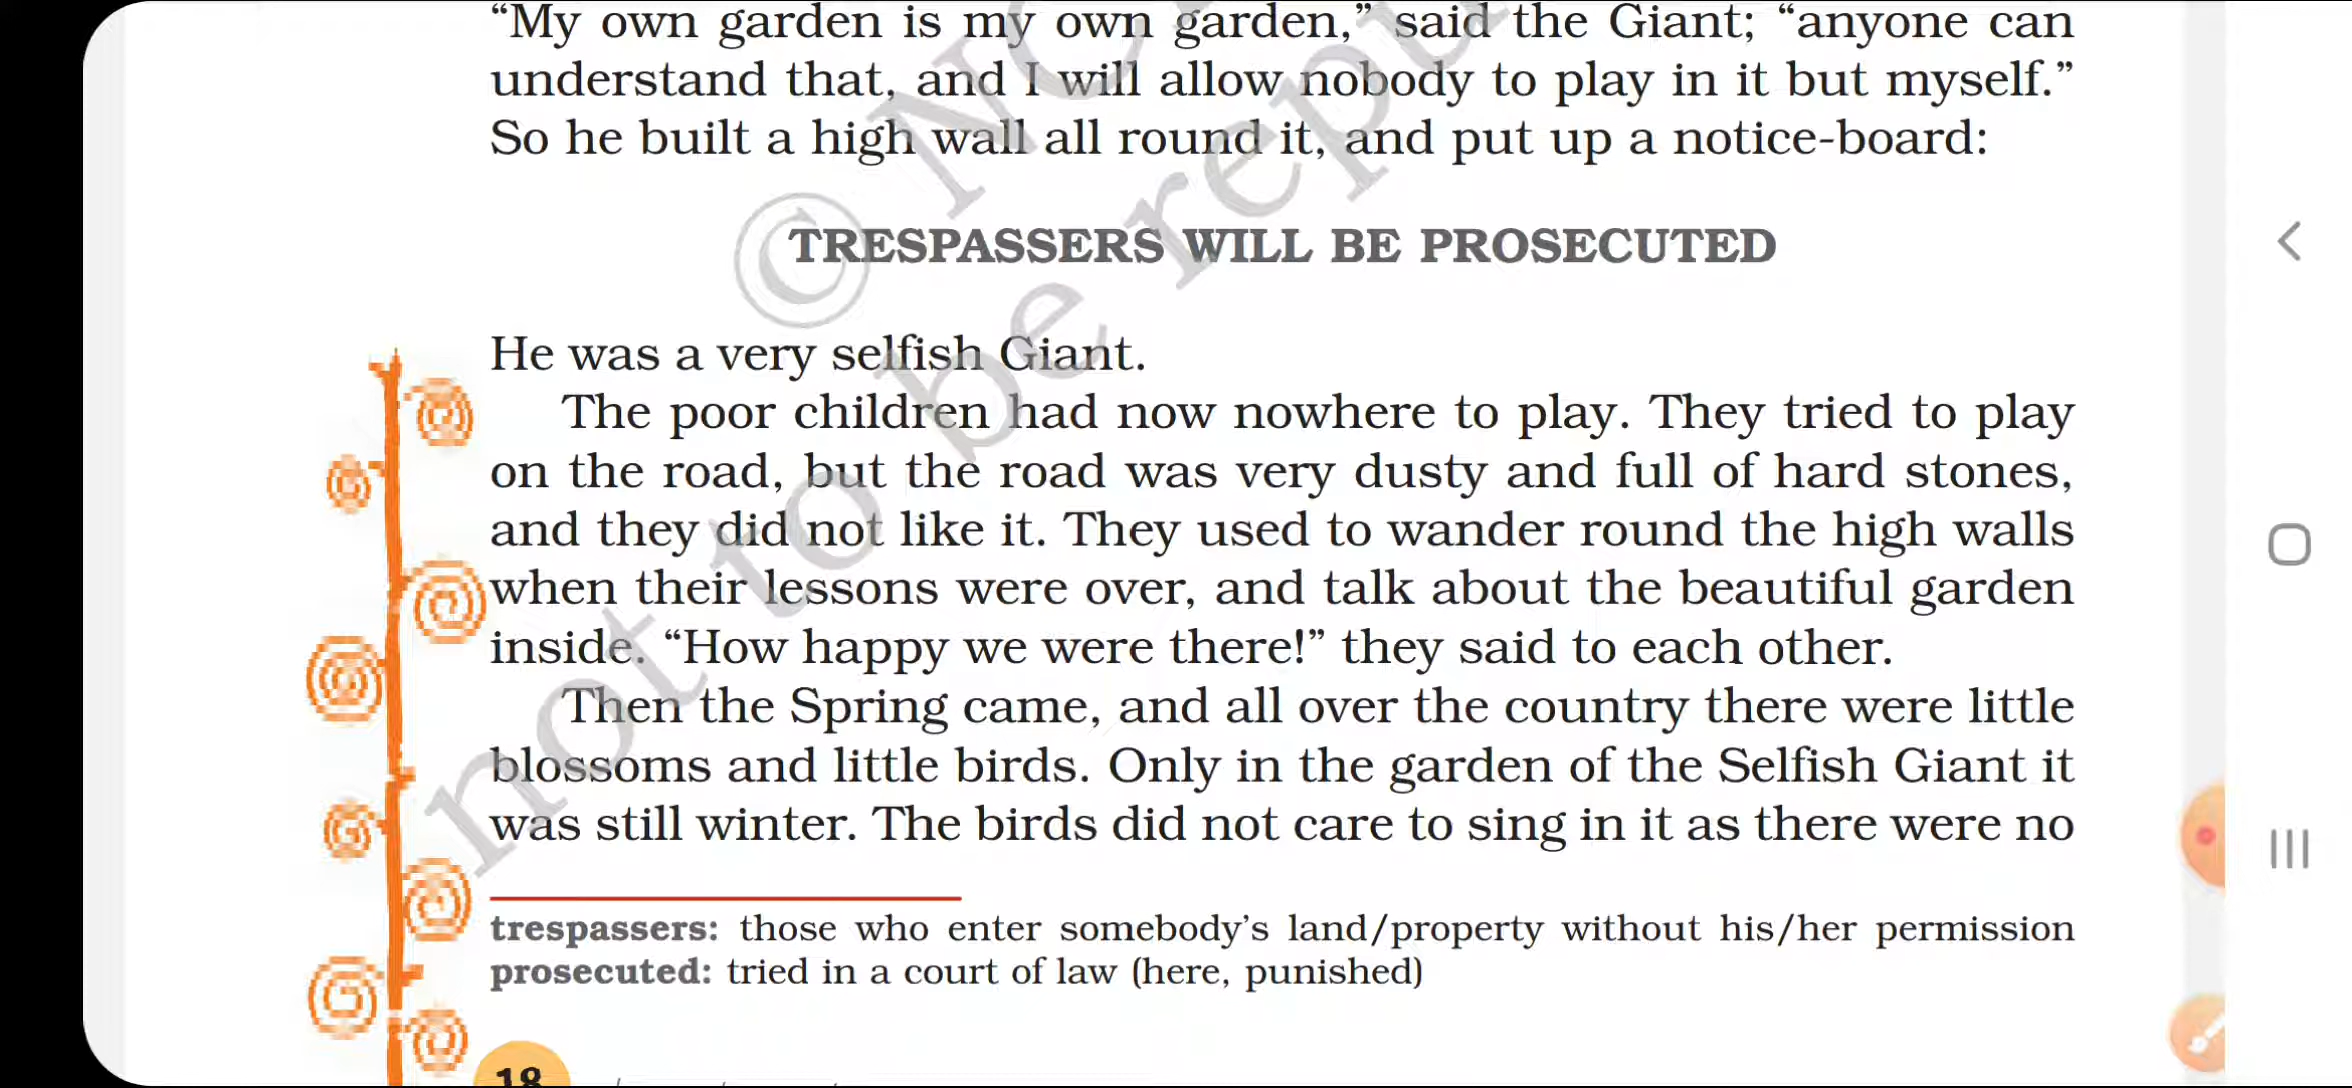 “My own garden is my own garden,” said the Giant; “anyone can
understand that, and I will allow nobody to play in it but myself.”
So he built a high wall all round it, and put up a notice-board:
TRESPASSERS WILL BE PROSECUTED
He was a very selfish Giant.
The poor children had now nowhere to play. They tried to play
on the road, but the road was very dusty and full of hard stones,
and they did not like it. They used to wander round the high walls
when their lessons were over, and talk about the beautiful garden
inside. “How happy we were there!” they said to each other.
Then the Spring came, and all over the country there were little
blossoms and little birds. Only in the garden of the Selfish Giant it
was still winter. The birds did not care to sing in it as there were no
trespassers: those who enter somebody’s land/property without his/her permission
prosecuted: tried in a court of law (here, punished)
18
© NC
not to be repu